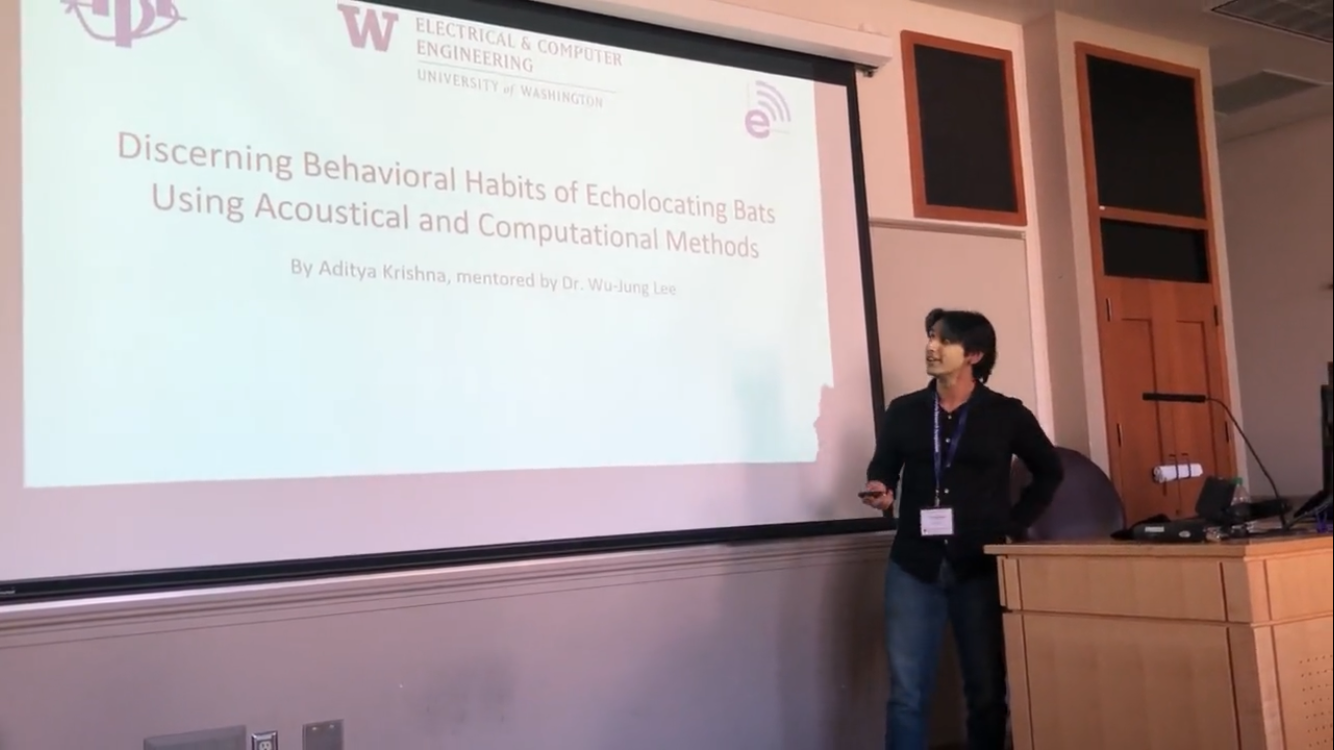 W
ELECTRICAL & COMPUTER
ENGINEERING
UNIVERSITY of WASHINGTON
e
Discerning Behavioral Habits of Echolocating Bats
Using Acoustical and Computational Methods
By Aditya Krishna, mentored by Dr. Wu-Jung Lee